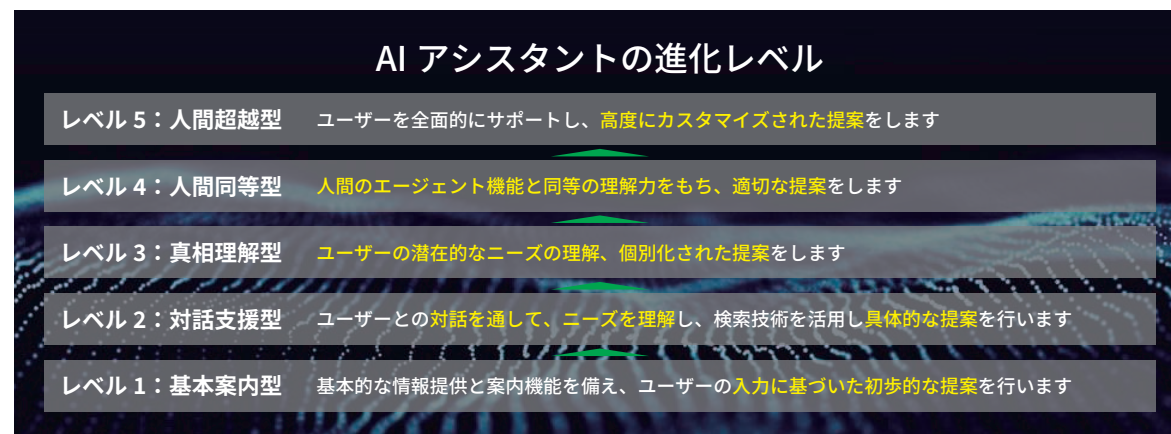 AI アシスタントの進化レベル
レベル 5：人間超越型 ユーザーを全面的にサポートし、高度にカスタマイズされた提案をします
レベル 4：人間同等型 人間のエージェント機能と同等の理解力をもち、適切な提案をします
レベル 3：真相理解型 ユーザーの潜在的なニーズの理解、個別化された提案をします
レベル 2：対話支援型 ユーザーとの対話を通して、ニーズを理解し、検索技術を活用し具体的な提案を行います
レベル 1：基本案内型 基本的な情報提供と案内機能を備え、ユーザーの入力に基づいた初歩的な提案を行います